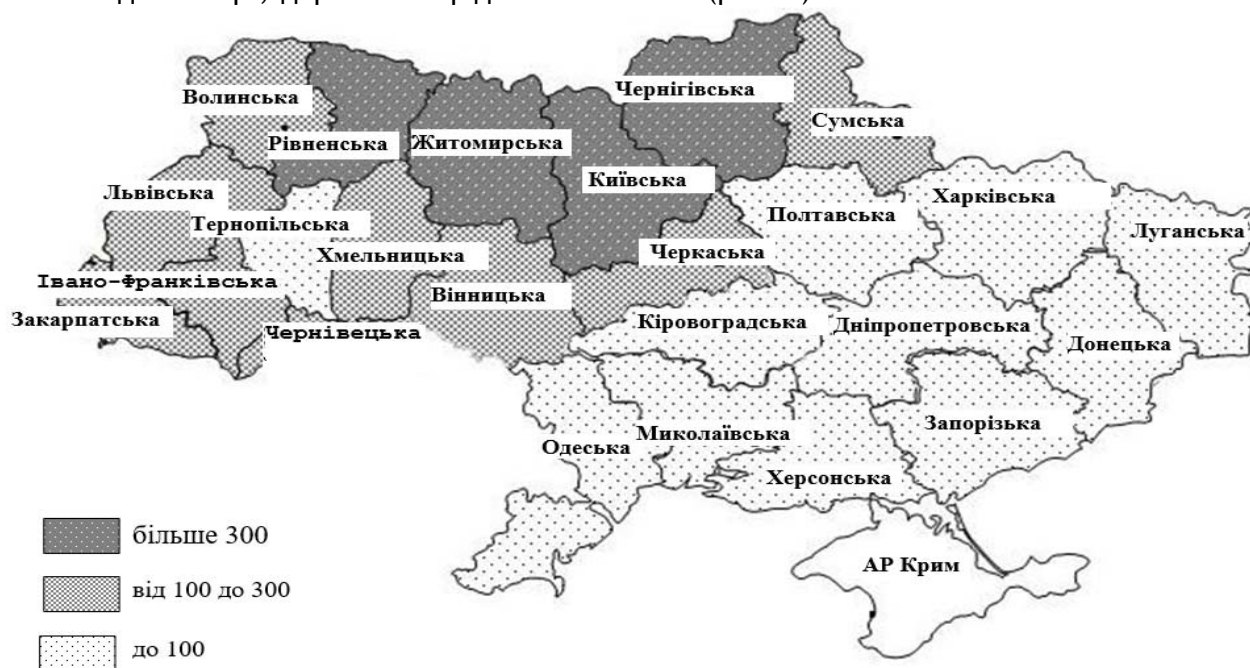 Чернігівська
Волинська
Сумська
Рівненська
Житомирська
Київська
Львівська
Харківська
Тернопільська
Полтавська
Луганська
Хмельницька
Черкаська
Івано-Франківська
Вінницька
Закарпатська
Чернівецька
Кіровоградська
Дніпропетровська
Донецька
Запорізька
Миколаївська
Одеська
Херсонська
більше 300
АР Крим
від 100 до 300
до 100